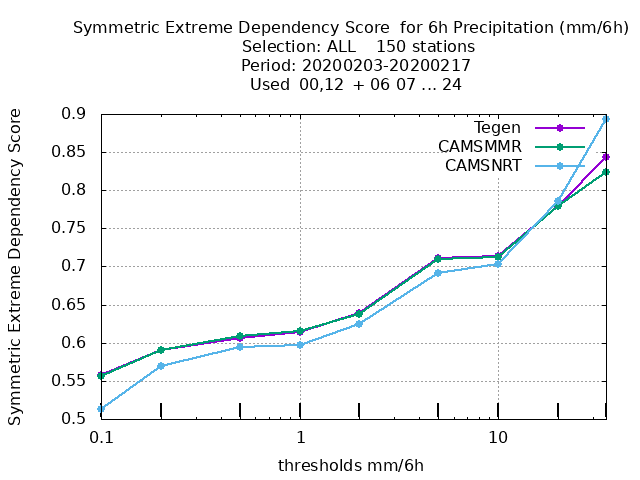 Symmetric Extreme Dependency Score for 6h Precipitation (mm/6h)
Selection: ALL 150 stations
Period: 20200203-20200217
Used 00,12 + 06 07 ... 24
Symmetric Extreme Dependency Score
0.9
0.85
0.8
0.75
0.7
0.65
0.6
0.55
0.5
Tegen
CAMSMMR
CAMSNRT
0.1
1
10
thresholds mm/6h